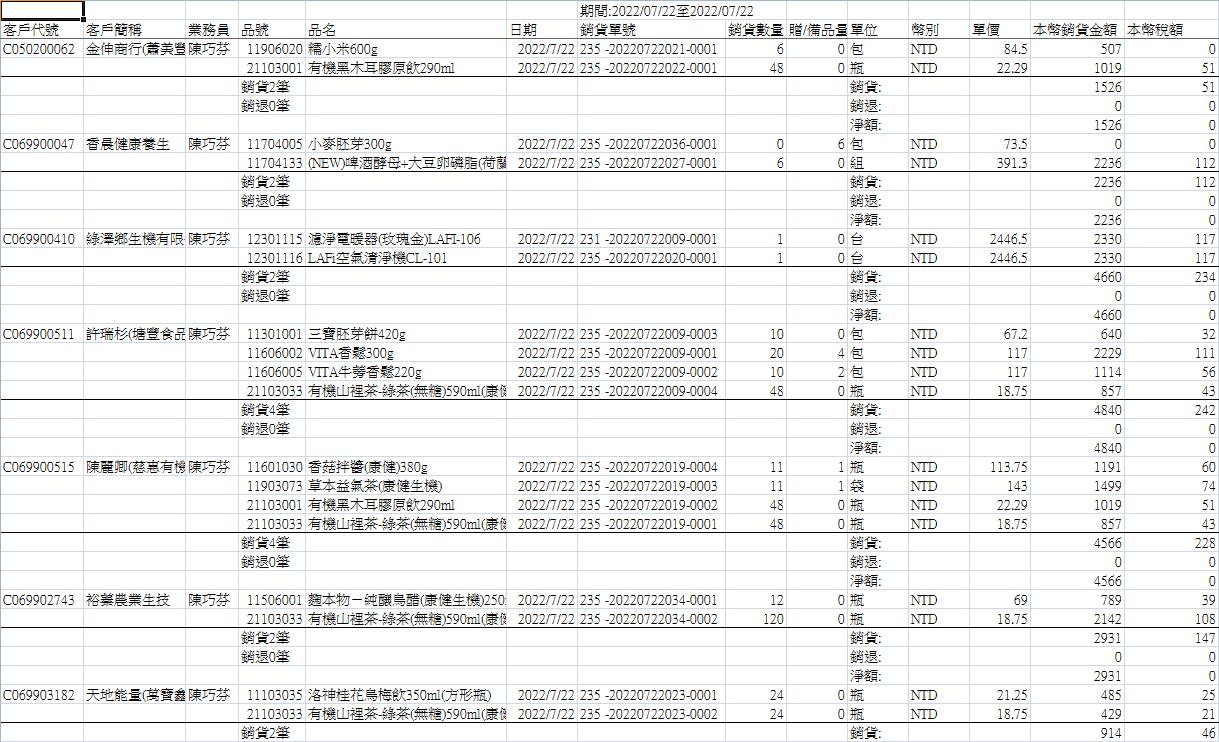 期間:2022/07/22至2022/07/22
客戶代號 客戶簡稱 業務員 品號 品名 日期 銷貨單號 銷貨數量 贈/備品量 單位 幣別 單價 本幣銷貨金額 本幣稅額
C050200062 金伸商行(蕭美豐 陳巧芬 11906020 糯小米600g 2022/7/22 235 -20220722021-0001 6 0 包 NTD 84.5 507 0
21103001 有機黑木耳膠原飲290ml 2022/7/22 235 -20220722022-0001 48 0 瓶 NTD 22.29 1019 51
銷貨2筆 銷貨: 1526 51
銷退0筆 銷退: 0 0
淨額: 1526 0
C069900047 香晨健康養生 陳巧芬 11704005 小麥胚芽300g 2022/7/22 235 -20220722036-0001 0 6 包 NTD 73.5 0 0
11704133 (NEW)啤酒酵母+大豆卵磷脂(荷蘭 2022/7/22 235 -20220722027-0001 6 0 組 NTD 391.3 2236 112
銷貨2筆 銷貨: 2236 112
銷退0筆 銷退: 0 0
淨額: 2236 0
C069900410 綠澤鄉生機有限 陳巧芬 12301115 濾淨電暖器(玫瑰金)LAFI-106 2022/7/22 231 -20220722009-0001 1 0 台 NTD 2446.5 2330 117
12301116 LAFi空氣清淨機CL-101 2022/7/22 235 -20220722020-0001 1 0 台 NTD 2446.5 2330 117
銷貨2筆 銷貨: 4660 234
銷退0筆 銷退: 0 0
淨額: 4660 0
C069900511 許瑞杉(塘豐食品 陳巧芬 11301001 三寶胚芽餅420g 2022/7/22 235 -20220722009-0003 10 0 包 NTD 67.2 640 32
11606002 VITA香鬆300g 2022/7/22 235 -20220722009-0001 20 4 包 NTD 117 2229 111
11606005 VITA牛蒡香鬆220g 2022/7/22 235 -20220722009-0002 10 2 包 NTD 117 1114 56
21103033 有機山裡茶-綠茶(無糖)590ml(康健 2022/7/22 235 -20220722009-0004 48 0 瓶 NTD 18.75 857 43
銷貨4筆 銷貨: 4840 242
銷退0筆 銷退: 0 0
淨額: 4840 0
C069900515 陳麗卿(慈惠有機 陳巧芬 11601030 香菇拌醬(康健)380g 2022/7/22 235 -20220722019-0004 11 1 瓶 NTD 113.75 1191 60
11903073 草本益氣茶(康健生機) 2022/7/22 235 -20220722019-0003 11 1 袋 NTD 143 1499 74
21103001 有機黑木耳膠原飲290ml 2022/7/22 235 -20220722019-0002 48 0 瓶 NTD 22.29 1019 51
21103033 有機山裡茶-綠茶(無糖)590ml(康健 2022/7/22 235 -20220722019-0001 48 0 瓶 NTD 18.75 857 43
銷貨4筆 銷貨: 4566 228
銷退0筆 銷退: 0 0
淨額: 4566 0
C069902743 裕藥農業生技 陳巧芬 11506001 麴本物－純釀烏醋(康健生機)250 2022/7/22 235 -20220722034-0001 12 0 瓶 NTD 69 789 39
21103033 有機山裡茶-綠茶(無糖)590ml(康健 2022/7/22 235 -20220722034-0002 120 0 瓶 NTD 18.75 2142 108
銷貨2筆 銷貨: 2931 147
銷退0筆 銷退: 0 0
淨額: 2931 0
C069903182 天地能量(萬寶鑫 陳巧芬 11103035 洛神桂花烏梅飲350ml(方形瓶) 2022/7/22 235 -20220722023-0001 24 0 瓶 NTD 21.25 485 25
21103033 有機山裡茶-綠茶(無糖)590ml(康健 2022/7/22 235 -20220722023-0002 24 0 瓶 NTD 18.75 429 21
銷貨2筆 銷貨: 914 46